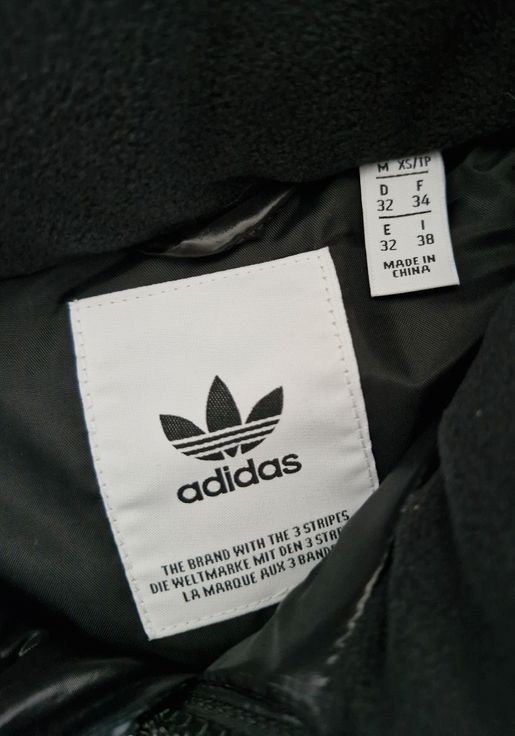 M XS/TP
D F
32 34
E I
32 38
MADE IN
CHINA
adidas
THE BRAND WITH THE 3 STRIPES
DIE WELTMARKE MIT DEN 3
LA MARQUE AUX 3